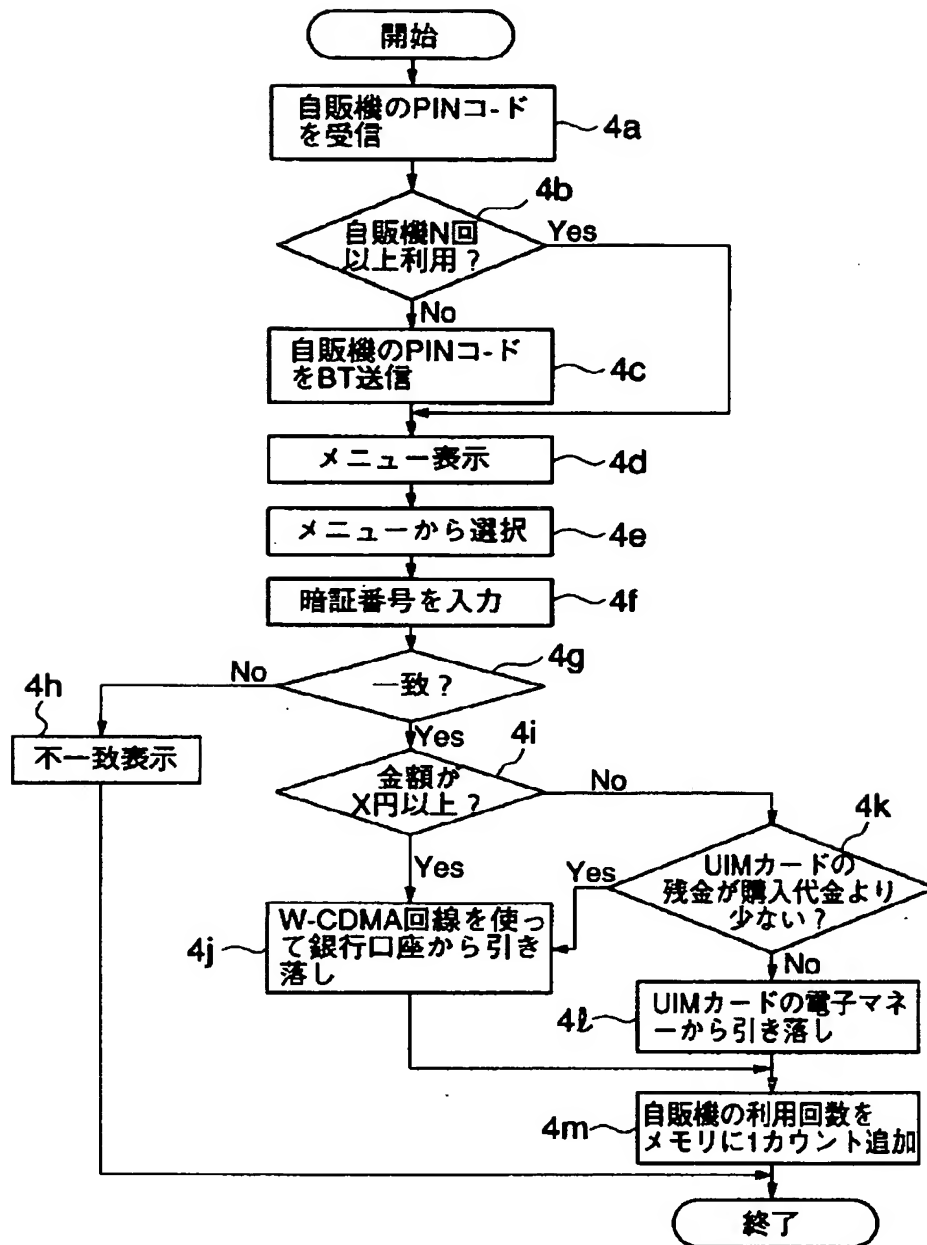 開始
自販機のPINコ-ド
を受信
4a
4b
自販機N回
以上利用？
Yes
No
自販機のPINコ-ド
をBT送信
4c
メニュー表示
4d
メニューから選択
4e
暗証番号を入力
4f
4g
一致？
No
Yes
4h
不一致表示
4i
金額が
X円以上？
No
Yes
4k
UIMカードの
残金が購入代金より
少ない？
Yes
No
4j
W-CDMA回線を使っ
て銀行口座から引き
落し
4ℓ
UIMカードの電子マネ
ーから引き落し
4m
自販機の利用回数を
メモリに1カウント追加
終了